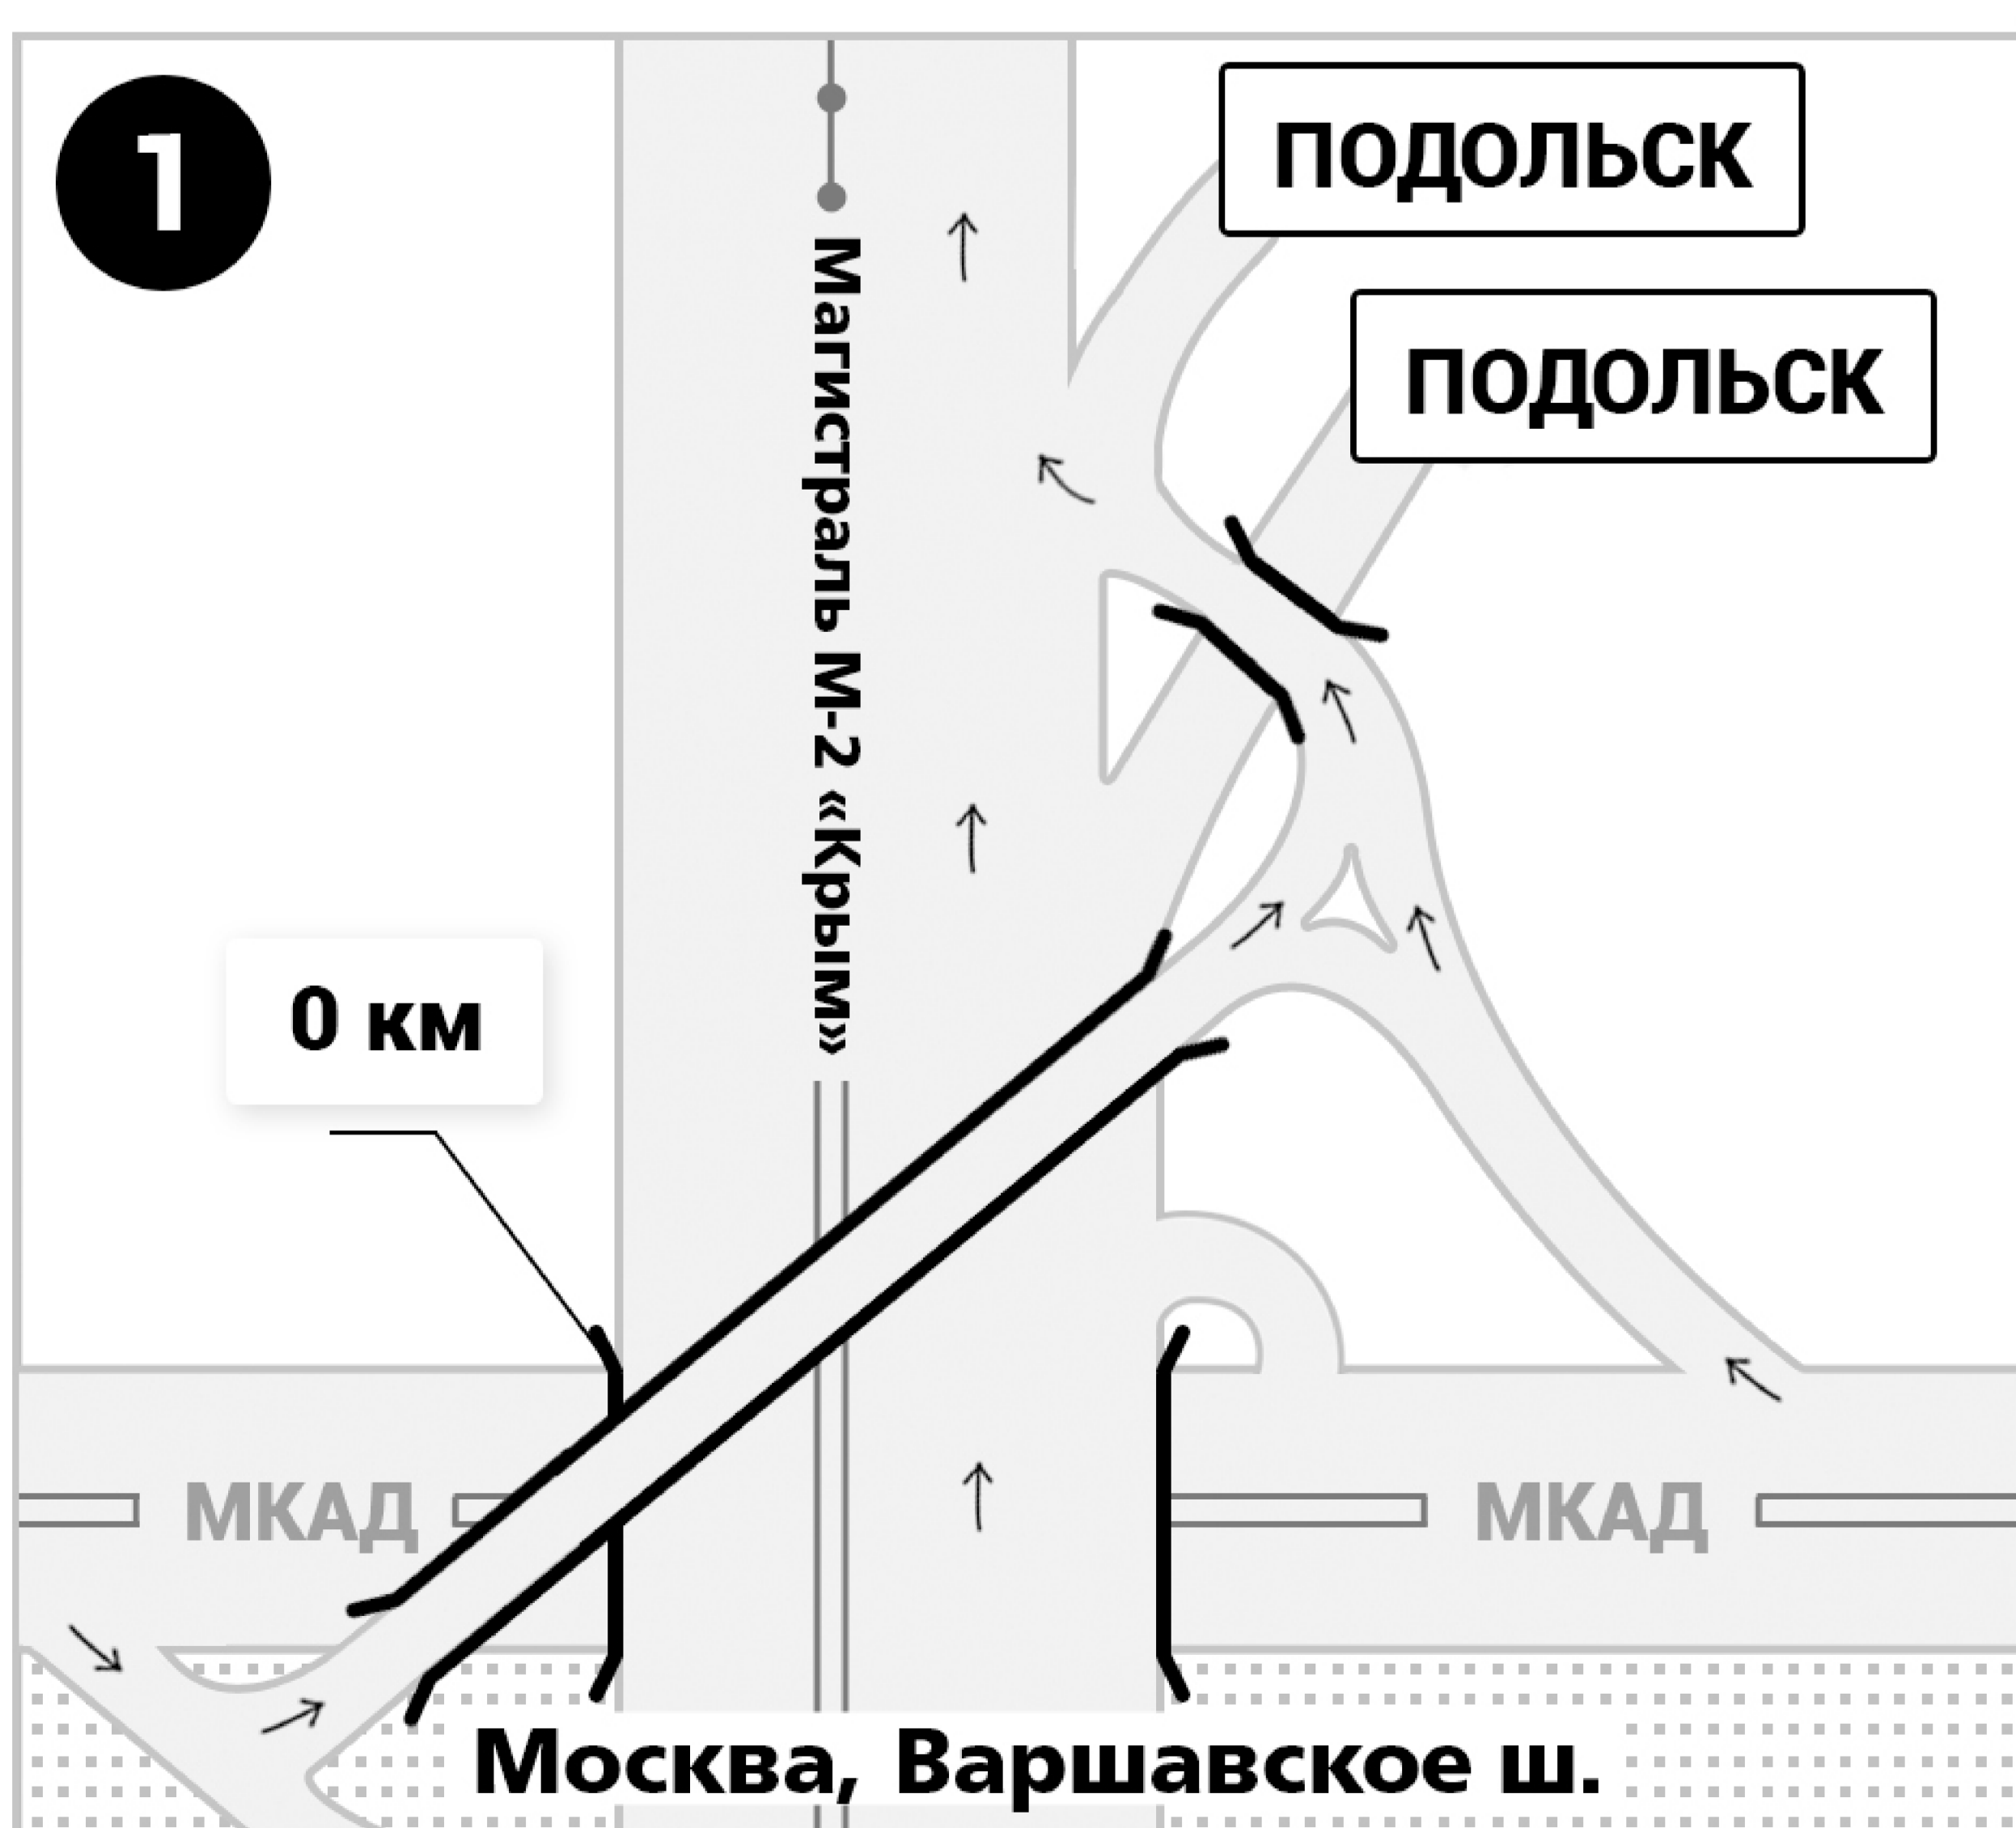 1
ПОДОЛЬСК
ПОДОЛЬСК
Магистраль М-2 «Крым»
0 км
МКАД
МКАД
Москва, Варшавское ш.